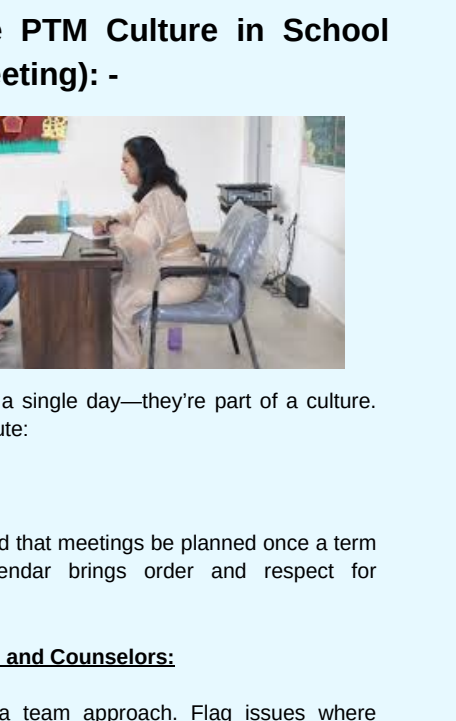 e PTM Culture in School
eting): -
a single day—they're part of a culture.
ute:
d that meetings be planned once a term
endar brings order and respect for
and Counselors:
a team approach. Flag issues where